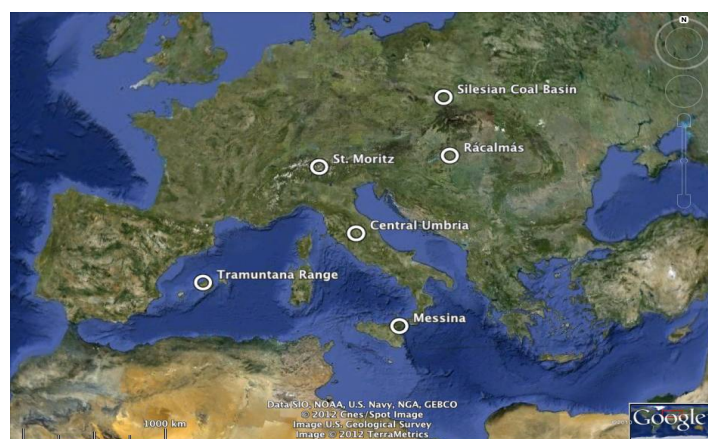 N
Silesian Coal Basin
Rácalmás
St. Moritz
Central Umbria
Tramuntana Range
Messina
1000 km
Data SIO, NOAA, U.S. Navy, NGA, GEBCO
© 2012 Cnes/Spot Image
Image U.S. Geological Survey
Image © 2012 TerraMetrics
Google